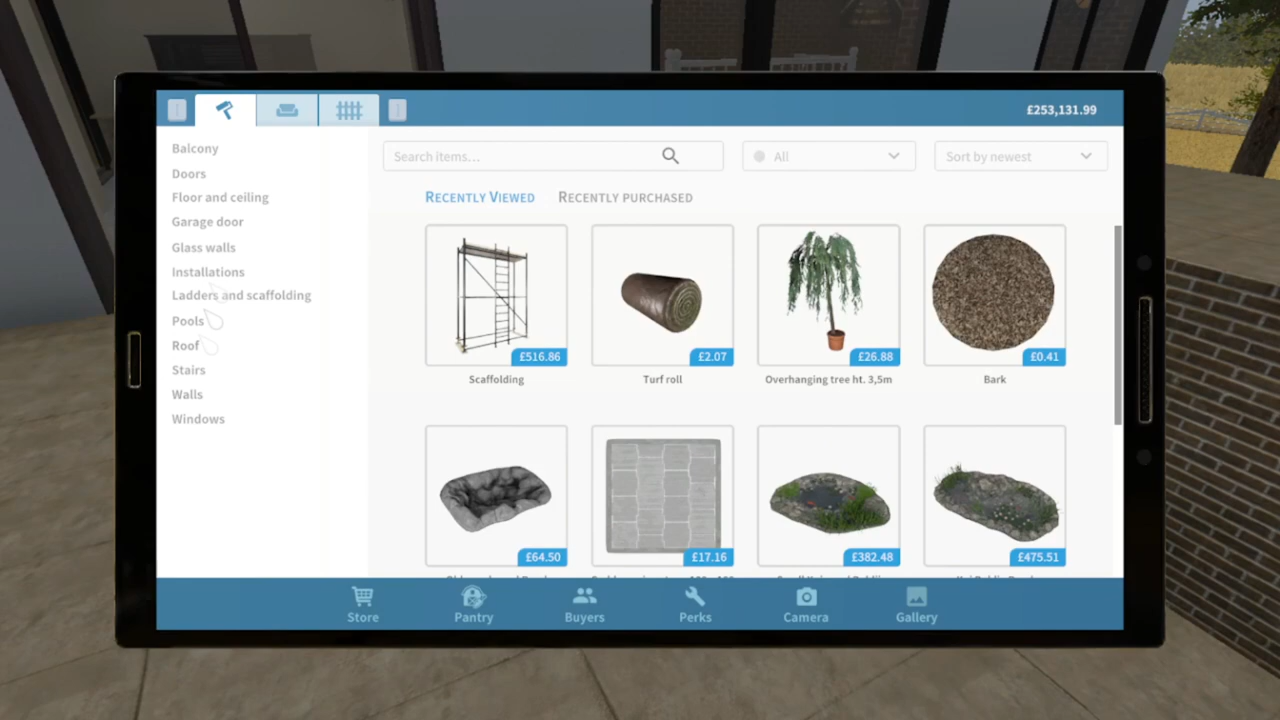 £253,131.99
Balcony
Doors
Floor and ceiling
Garage door
Glass walls
Installations
Ladders and scaffolding
Pools
Roof
Stairs
Walls
Windows
Search items...
All
Sort by newest
RECENTLY VIEWED
RECENTLY PURCHASED
£516.86
£2.07
£26.88
£0.41
Scaffolding
Turf roll
Overhanging tree ht. 3,5m
Bark
£64.50
£17.16
£382.48
£475.51
Store
Pantry
Buyers
Perks
Camera
Gallery